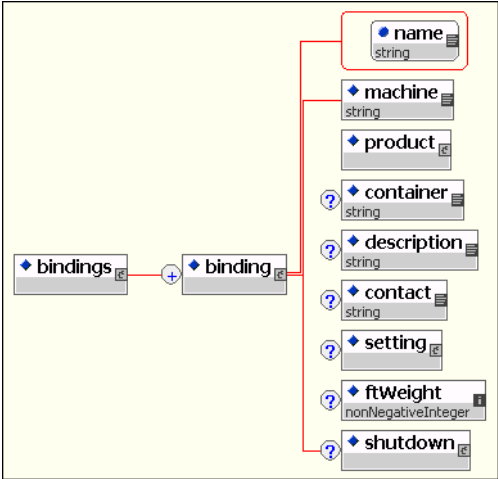 name
string
machine
string
product
? container
string
? description
string
bindings + binding
? contact
string
? setting
? ftWeight
nonNegativeInteger
? shutdown